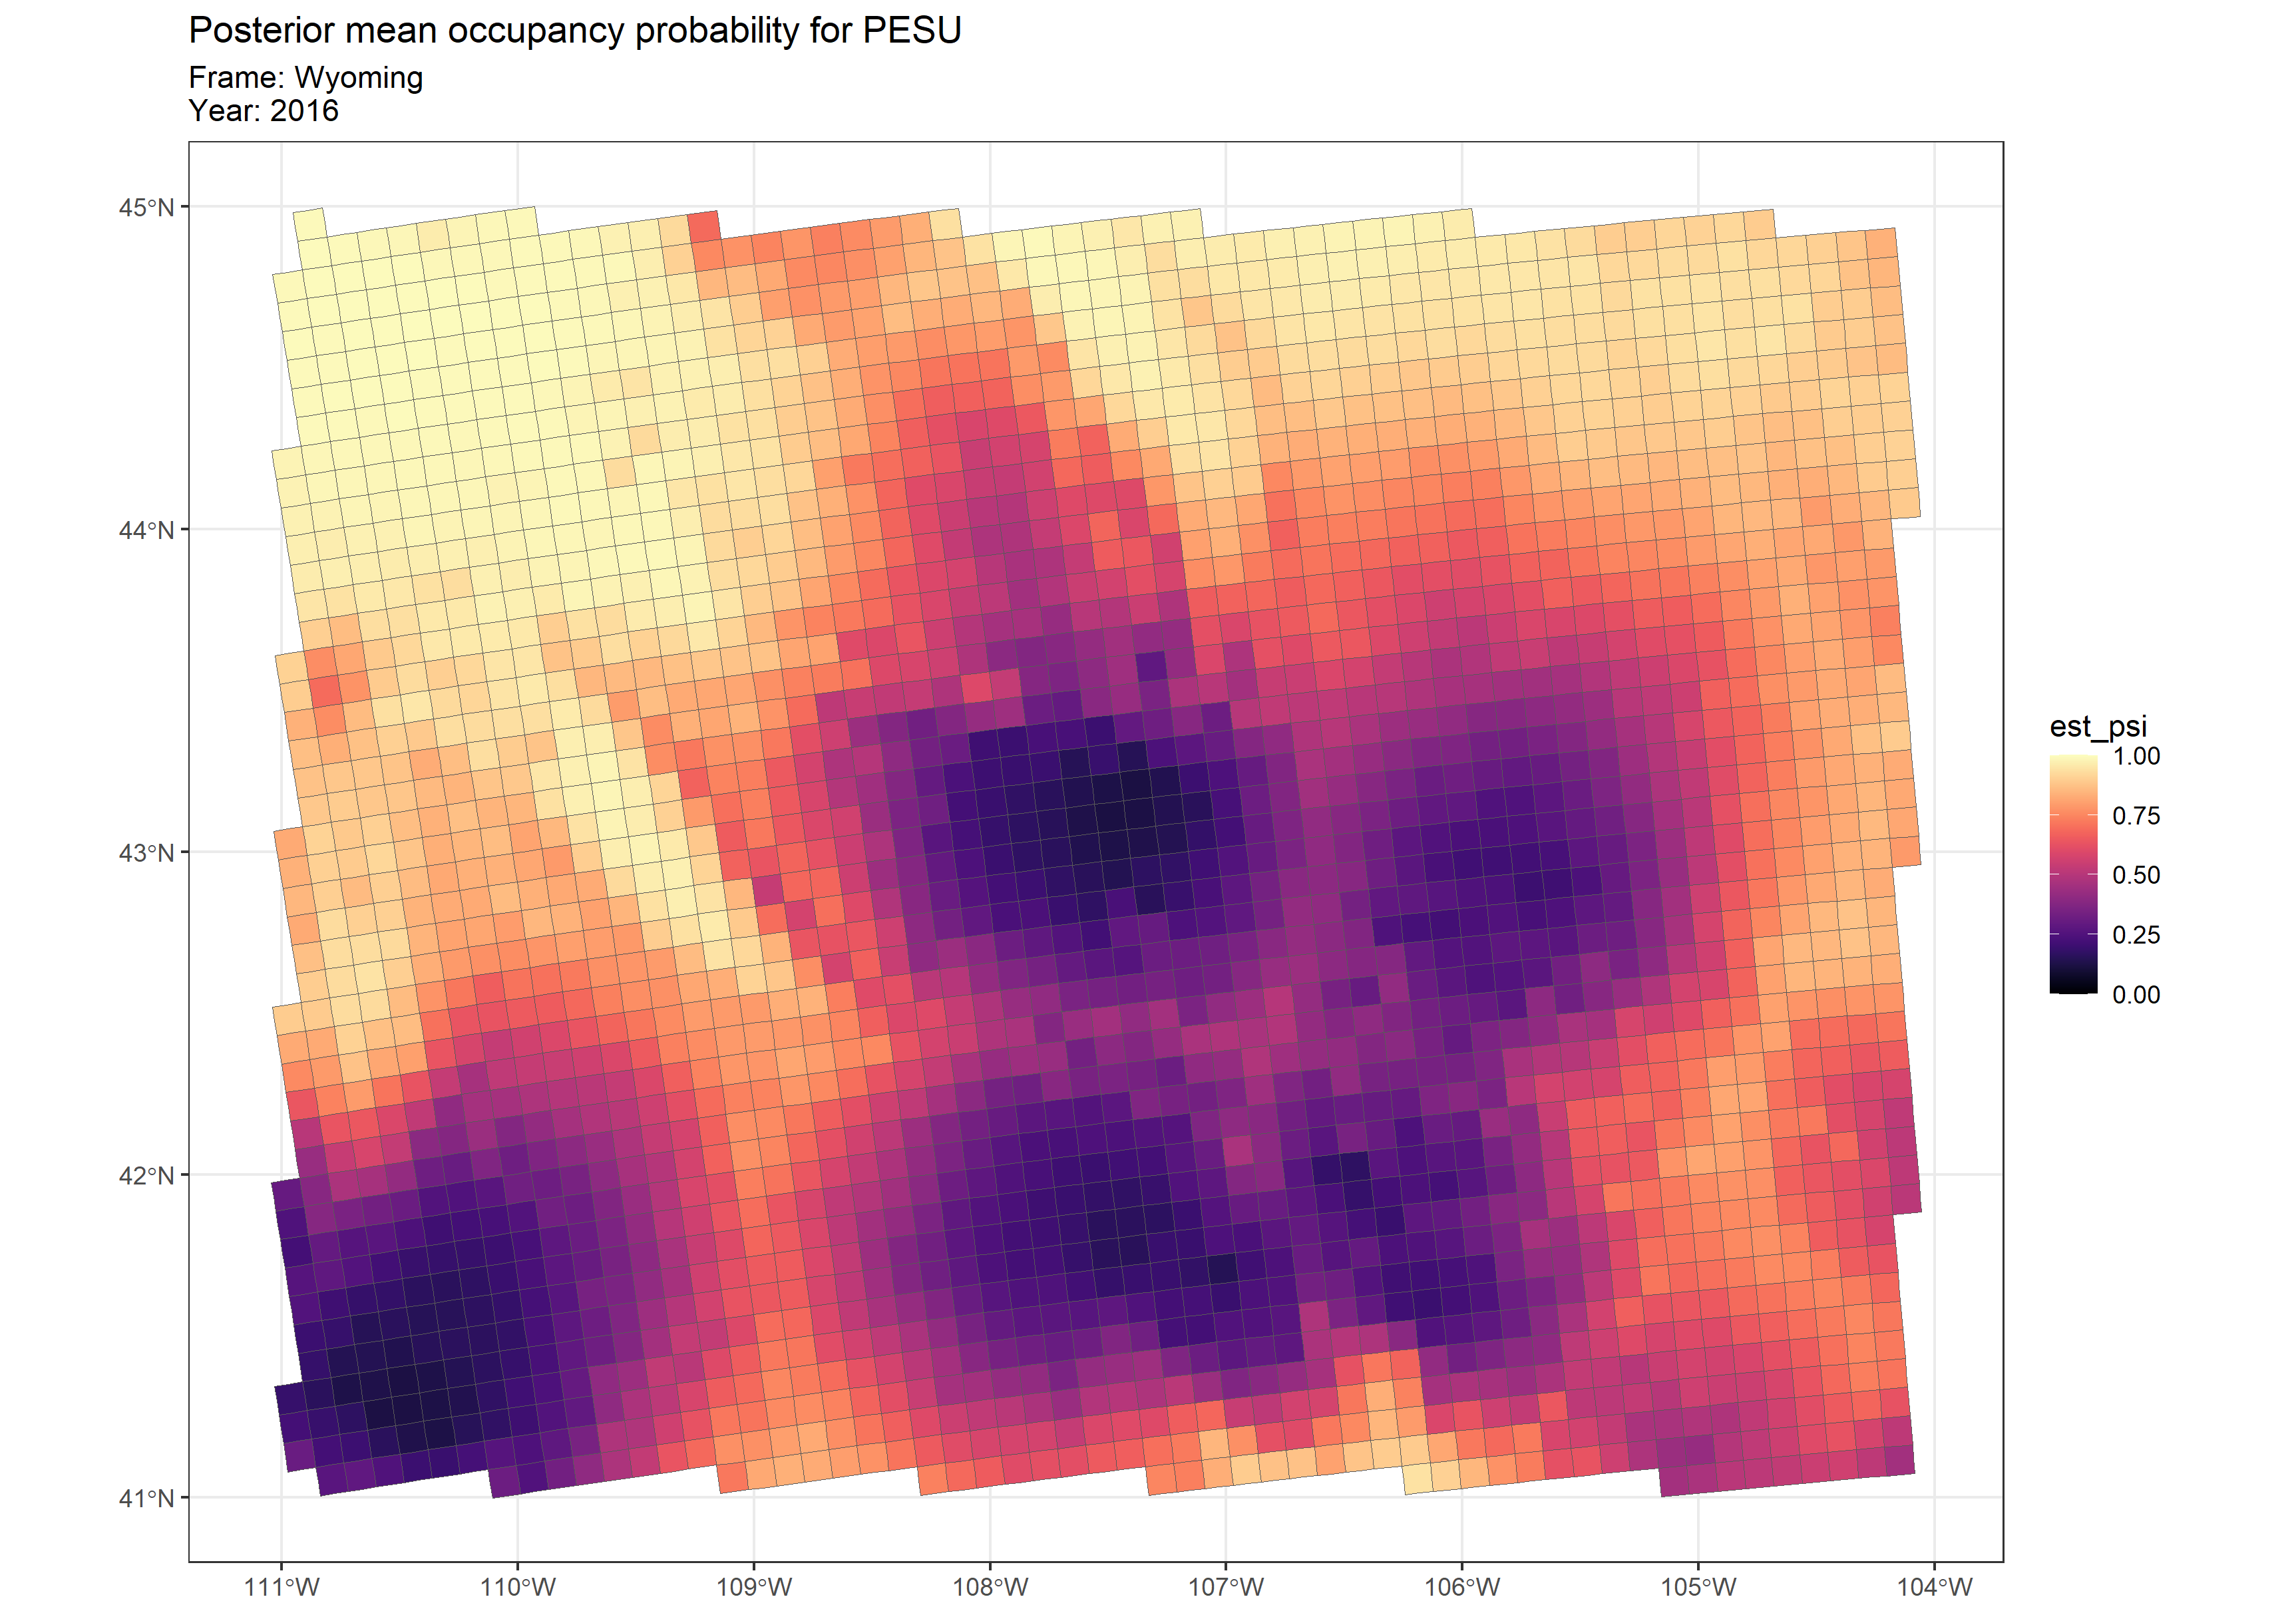 Posterior mean occupancy probability for PESU
Frame: Wyoming
Year: 2016
45°N
44°N
43°N
42°N
41°N
111°W
110°W
109°W
108°W
107°W
106°W
105°W
104°W
est_psi
1.00
0.75
0.50
0.25
0.00